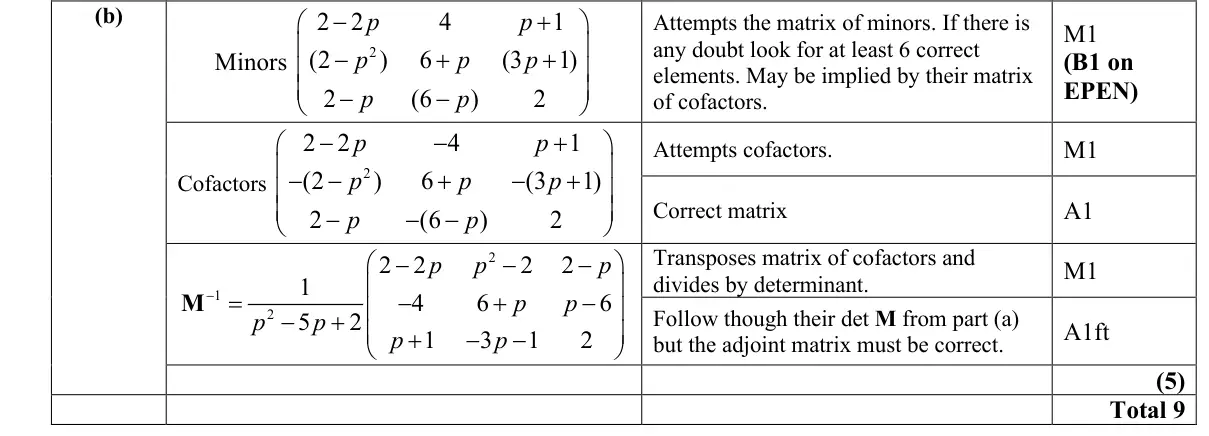 (b)
Minors
2 − 2p 4 p + 1
(2 − p²) 6 + p (3p + 1)
2 − p (6 − p) 2
Attempts the matrix of minors. If there is
any doubt look for at least 6 correct
elements. May be implied by their matrix
of cofactors.
M1
(B1 on
EPEN)
Cofactors
2 − 2p −4 p + 1
−(2 − p²) 6 + p −(3p + 1)
2 − p −(6 − p) 2
Attempts cofactors.
M1
Correct matrix
A1
M⁻¹ = 1 / (p² − 5p + 2)
2 − 2p p² − 2 2 − p
−4 6 + p p − 6
p + 1 −3p − 1 2
Transposes matrix of cofactors and
divides by determinant.
M1
Follow though their det M from part (a)
but the adjoint matrix must be correct.
A1ft
(5)
Total 9